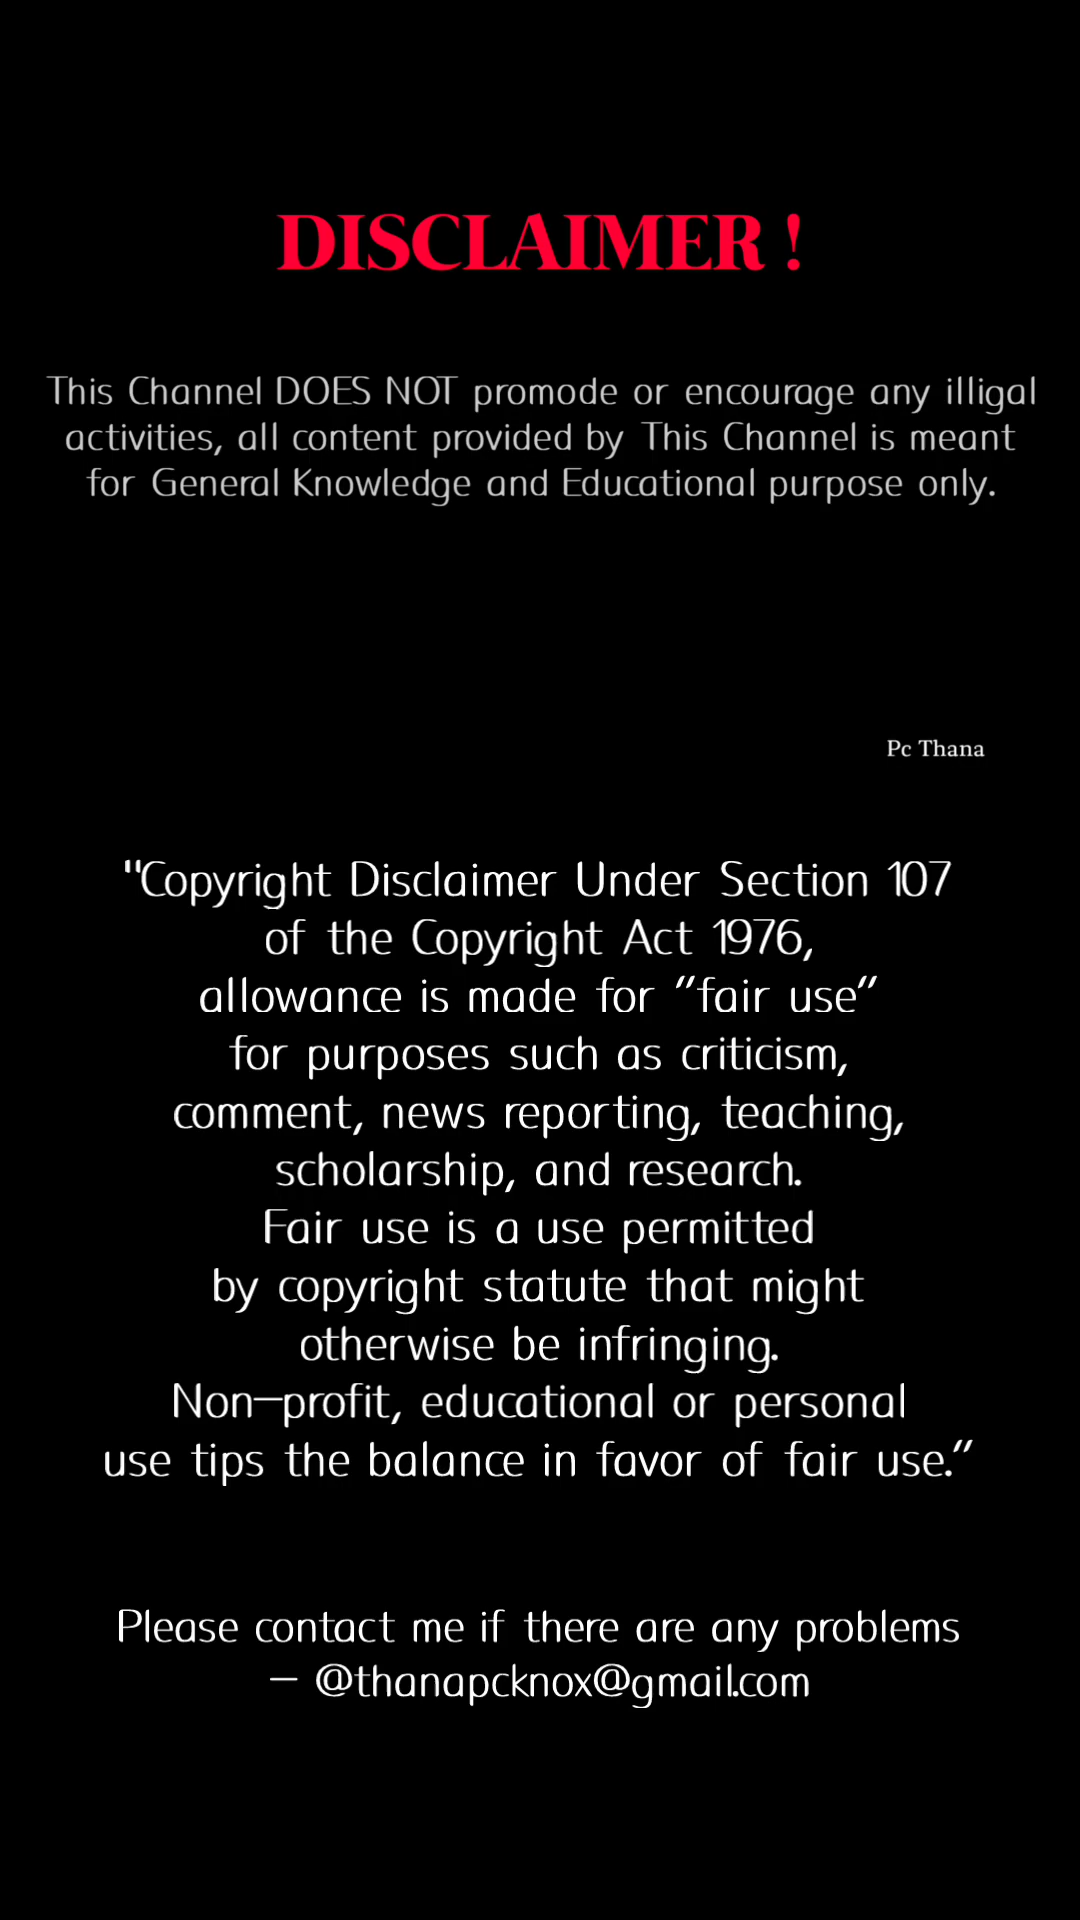 DISCLAIMER !
This Channel DOES NOT promode or encourage any illigal
activities, all content provided by This Channel is meant
for General Knowledge and Educational purpose only.
Pc Thana
"Copyright Disclaimer Under Section 107
of the Copyright Act 1976,
allowance is made for "fair use"
for purposes such as criticism,
comment, news reporting, teaching,
scholarship, and research.
Fair use is a use permitted
by copyright statute that might
otherwise be infringing.
Non-profit, educational or personal
use tips the balance in favor of fair use."
Please contact me if there are any problems
- @thanapcknox@gmail.com